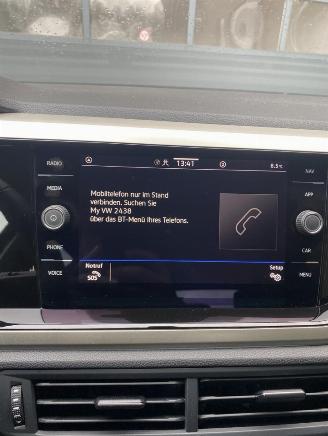 RADIO
MEDIA
PHONE
VOICE
13:41
8.5°C
Mobiltelefon nur im Stand
verbinden. Suchen Sie
My VW 2438
über das BT-Menü Ihres Telefons.
Notruf
SOS
Setup
NAV
APP
CAR
MENU